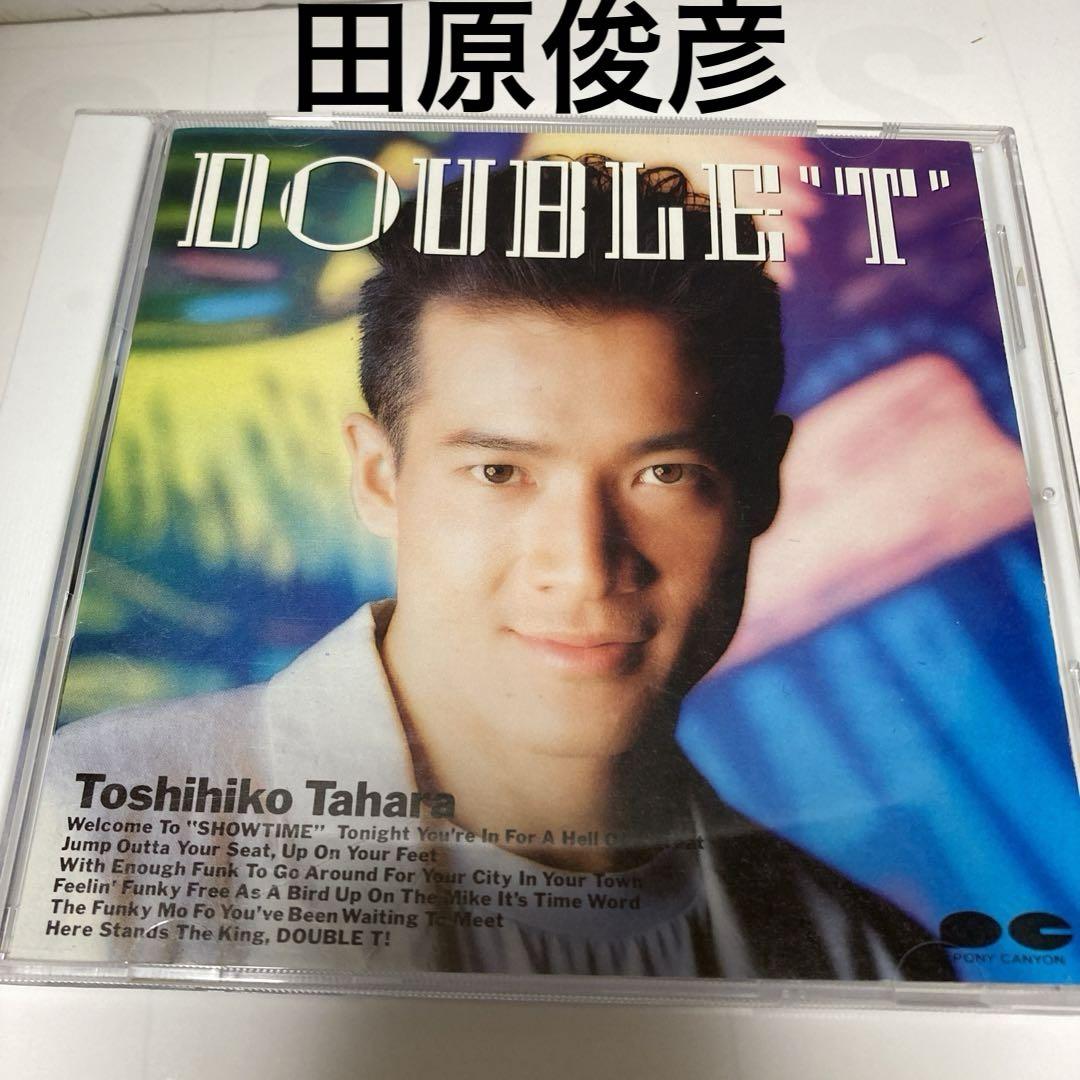 田原俊彦
DOUBLE "T"
Toshihiko Tahara
Welcome To "SHOWTIME" Tonight You're In For A Hell Of A Treat
Jump Outta Your Seat, Up On Your Feet
With Enough Funk To Go Around For Your City In Your Town
Feelin' Funky Free As A Bird Up On The Mike It's Time Word
The Funky Mo Fo You've Been Waiting To Meet
Here Stands The King, DOUBLE T!
PONY CANYON